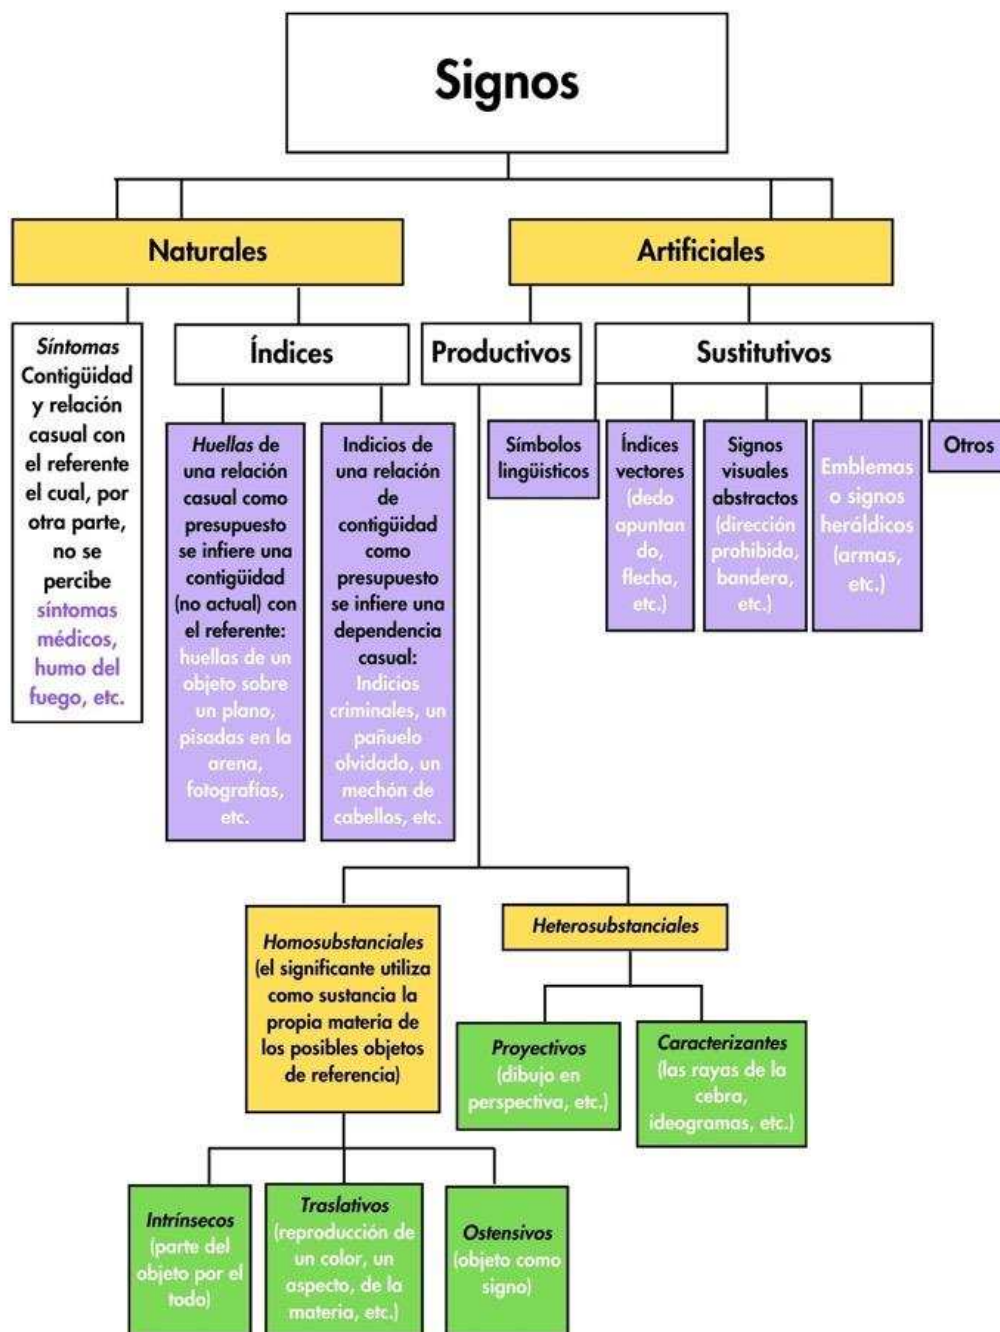 Signos
Naturales
Artificiales
Síntomas
Contigüidad
y relación
casual con
el referente
el cual, por
otra parte,
no se
percibe
síntomas
médicos,
humo del
fuego, etc.
Índices
Huellas de
una relación
casual como
presupuesto
se infiere una
contigüidad
(no actual) con
el referente:
huellas de un
objeto sobre
un plano,
pisadas en la
arena,
fotografías,
etc.
Indicios de
una relación
de
contigüidad
como
presupuesto
se infiere una
dependencia
casual:
Indicios
criminales, un
pañuelo
olvidado, un
mechón de
cabellos, etc.
Productivos
Sustitutivos
Símbolos
lingüisticos
Índices
vectores
(dedo
apuntan
do,
flecha,
etc.)
Signos
visuales
abstractos
(dirección
prohibida,
bandera,
etc.)
Emblemas
o signos
heráldicos
(armas,
etc.)
Otros
Homosubstanciales
(el significante utiliza
como sustancia la
propia materia de
los posibles objetos
de referencia)
Heterosubstanciales
Proyectivos
(dibujo en
perspectiva, etc.)
Caracterizantes
(las rayas de la
cebra,
ideogramas, etc.)
Intrínsecos
(parte del
objeto por el
todo)
Traslativos
(reproducción de
un color, un
aspecto, de la
materia, etc.)
Ostensivos
(objeto como
signo)